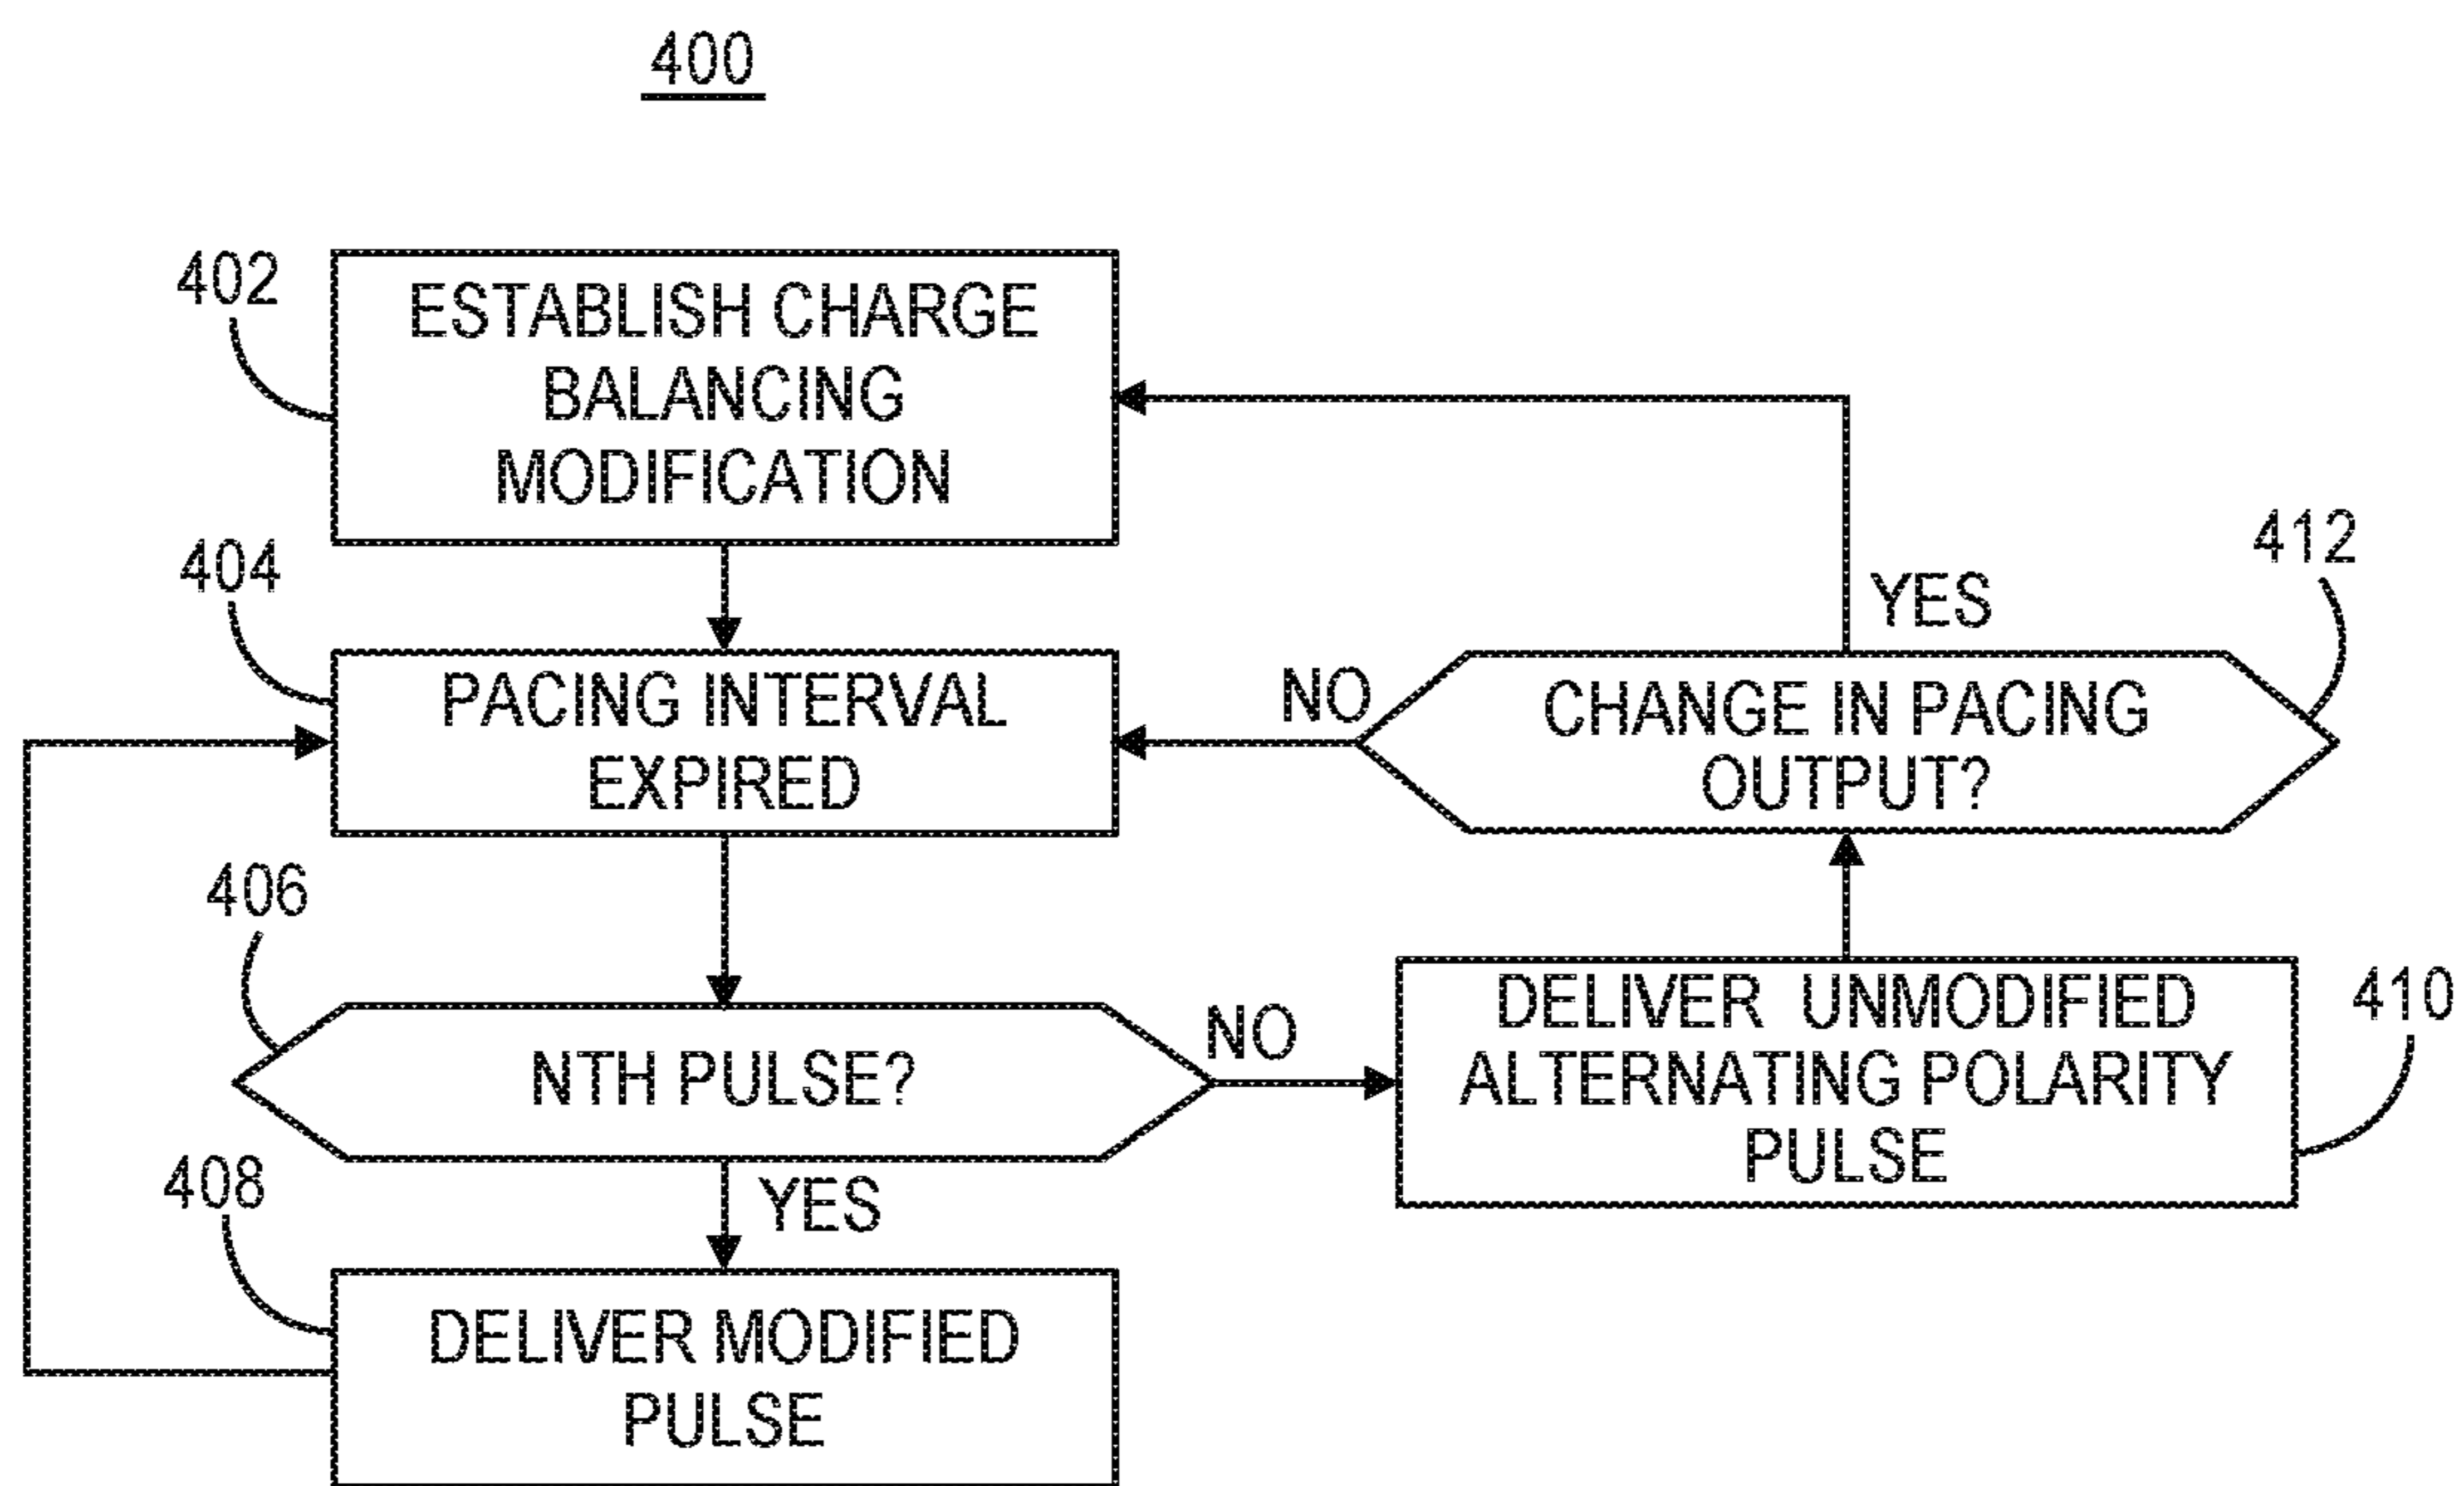 400
402
ESTABLISH CHARGE
BALANCING
MODIFICATION
404
PACING INTERVAL
EXPIRED
NO
YES
412
CHANGE IN PACING
OUTPUT?
406
NTH PULSE?
NO
DELIVER UNMODIFIED
ALTERNATING POLARITY
PULSE
410
YES
408
DELIVER MODIFIED
PULSE